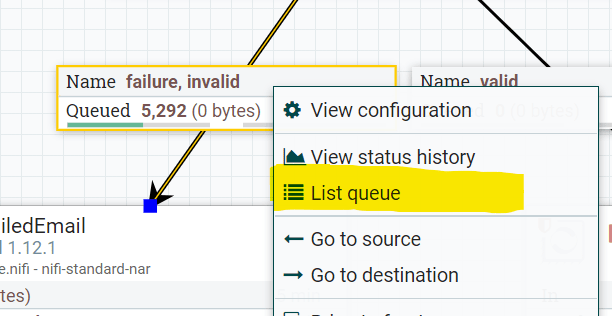 Name failure, invalid
Queued 5,292 (0 bytes)
Name valid
0 (0 bytes)
View configuration
View status history
List queue
Go to source
Go to destination
iledEmail
1.12.1
e.nifi - nifi-standard-nar
tes)
In